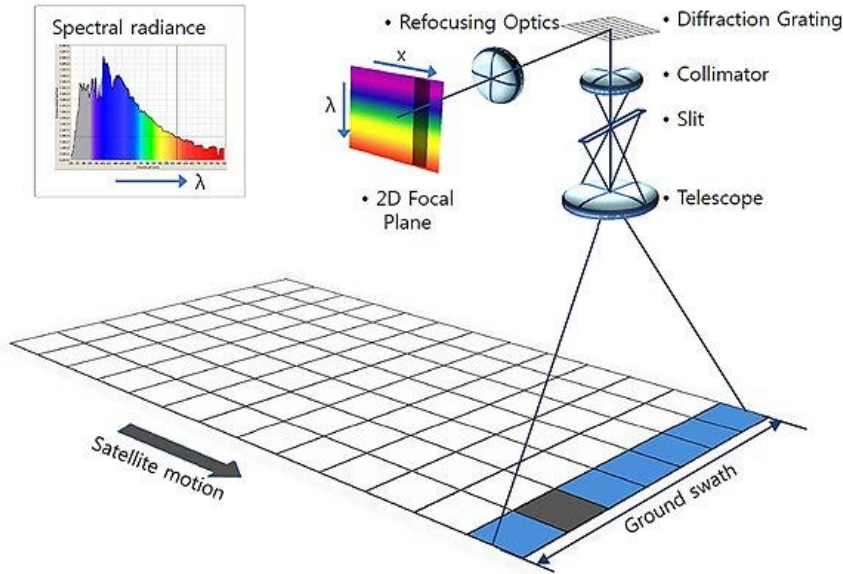 Spectral radiance
λ
• Refocusing Optics
• Diffraction Grating
x
λ
• Collimator
• Slit
• 2D Focal
Plane
• Telescope
Satellite motion
Ground swath